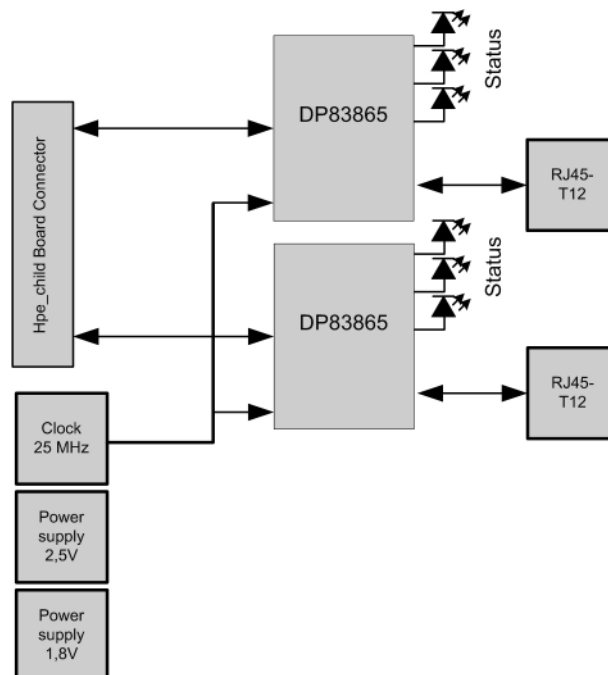 DP83865
Status
Hpe_child Board Connector
RJ45-
T12
DP83865
Status
RJ45-
T12
Clock
25 MHz
Power
supply
2,5V
Power
supply
1,8V